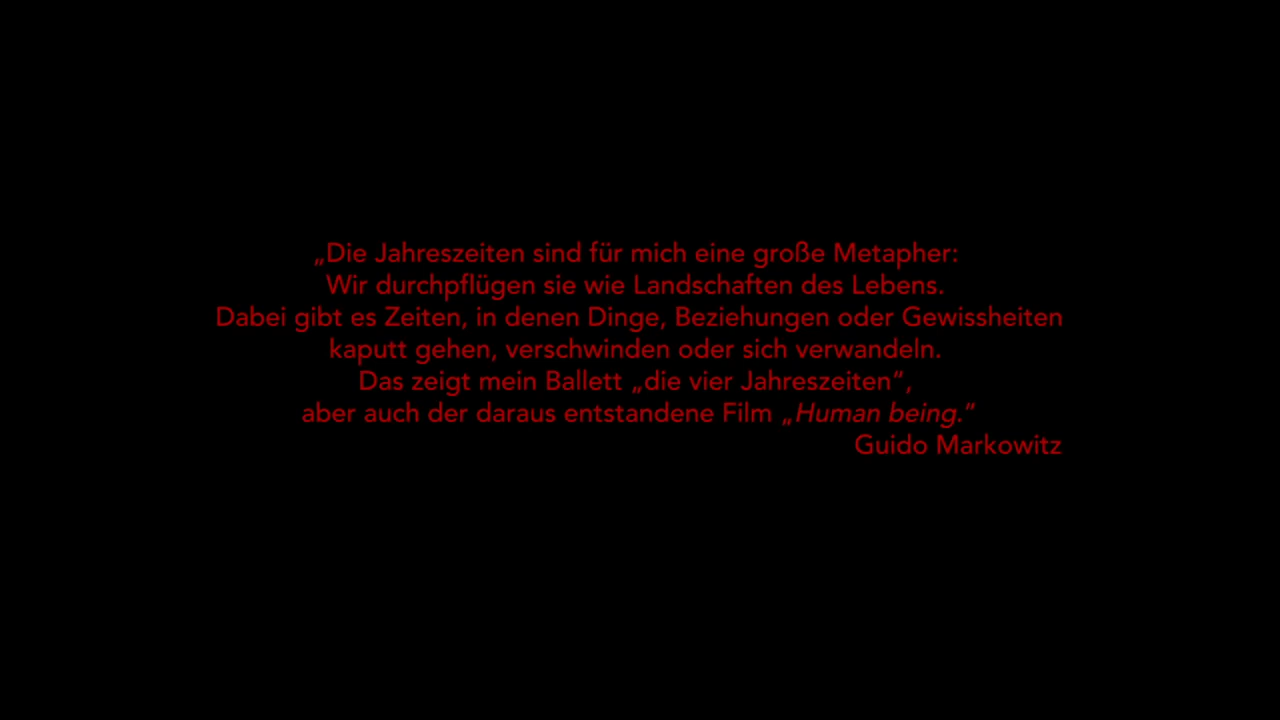 „Die Jahreszeiten sind für mich eine große Metapher:
Wir durchpflügen sie wie Landschaften des Lebens.
Dabei gibt es Zeiten, in denen Dinge, Beziehungen oder Gewissheiten
kaputt gehen, verschwinden oder sich verwandeln.
Das zeigt mein Ballett „die vier Jahreszeiten“,
aber auch der daraus entstandene Film „Human being.“
Guido Markowitz